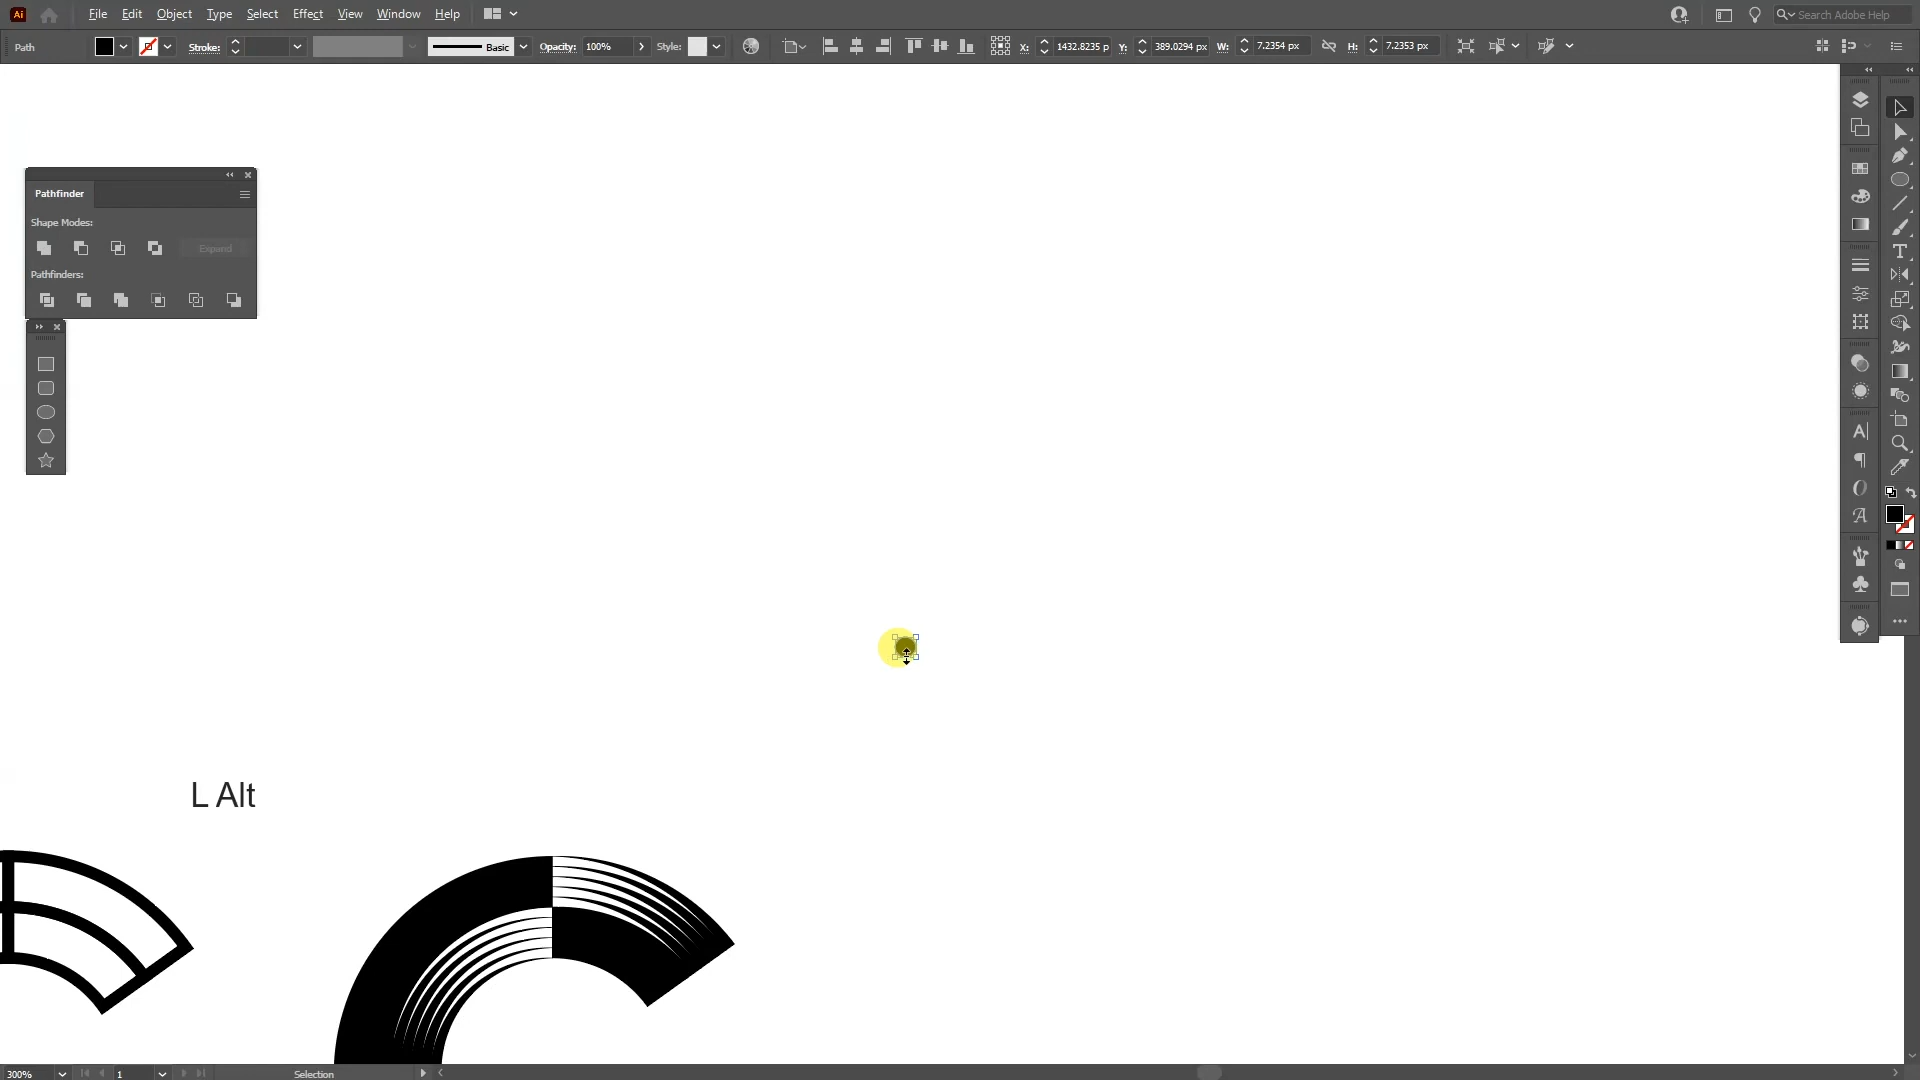 Ai File Edit Object Type Select Effect View Window Help Search Adobe Help
Path Stroke: Basic Opacity: 100% Style: X: 1432.8235 p Y: 389.0294 px W: 7.2354 px H: 7.2353 px
Pathfinder
Shape Modes:
Expand
Pathfinders:
L Alt
300% 1 Selection